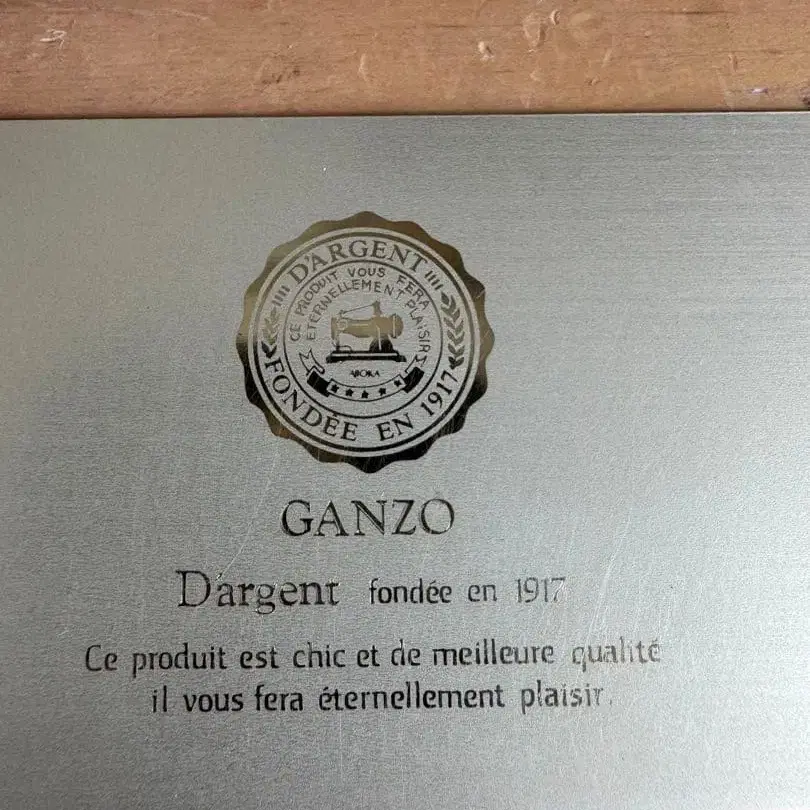 D'ARGENT
CE PRODUIT VOUS FERA
ÉTERNELLEMENT PLAISIR
AJIOKA
FONDÉE EN 1917
GANZO
D'argent fondée en 1917
Ce produit est chic et de meilleure qualité
il vous fera éternellement plaisir.